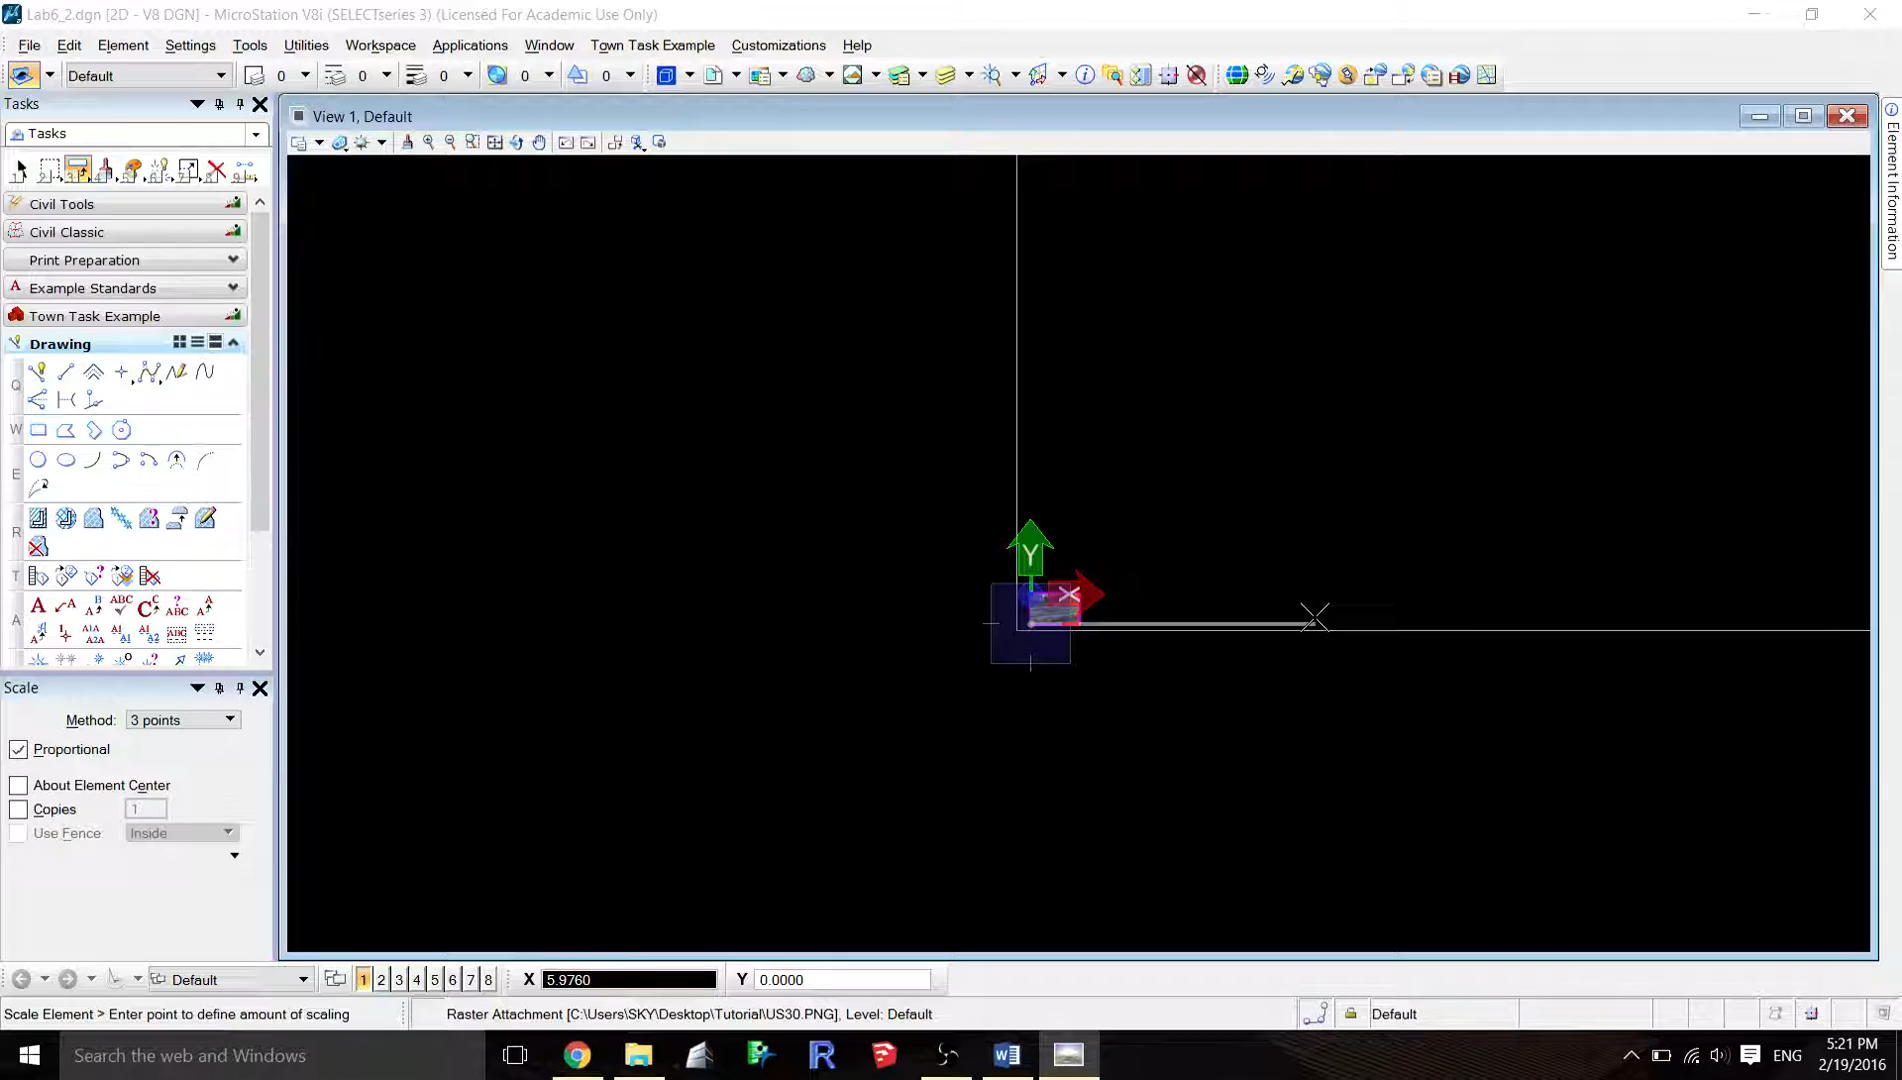 Lab6_2.dgn [2D - V8 DGN] - MicroStation V8i (SELECTseries 3) (Licensed For Academic Use Only)
File Edit Element Settings Tools Utilities Workspace Applications Window Town Task Example Customizations Help
Default 0 0 0 0 0
Tasks
View 1, Default
Tasks
Civil Tools
Civil Classic
Print Preparation
Example Standards
Town Task Example
Drawing
Q
W
E
R
T
A
Y
X
Element Information
Scale
Method: 3 points
Proportional
About Element Center
Copies 1
Use Fence Inside
Default 1 2 3 4 5 6 7 8 X 5.9760 Y 0.0000
Scale Element > Enter point to define amount of scaling Raster Attachment [C:\Users\SKY\Desktop\Tutorial\US30.PNG], Level: Default Default
Search the web and Windows ENG 5:21 PM
2/19/2016